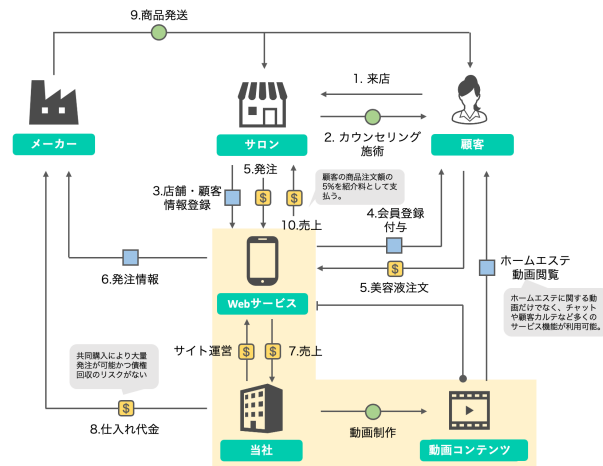 9.商品発送
1. 来店
メーカー
サロン
2. カウンセリング
施術
顧客
5.発注
3.店舗・顧客
情報登録
顧客の商品注文額の
5%を紹介料として支
払う。
10.売上
4.会員登録
付与
6.発注情報
ホームエステ
動画閲覧
Webサービス
5.美容液注文
ホームエステに関する動
画だけでなく、チャット
や顧客カルテなど多くの
サービス機能が利用可能。
サイト運営
$
$
7.売上
共同購入により大量
発注が可能かつ債権
回収のリスクがない
$
$
$
$
8.仕入れ代金
当社
動画制作
動画コンテンツ